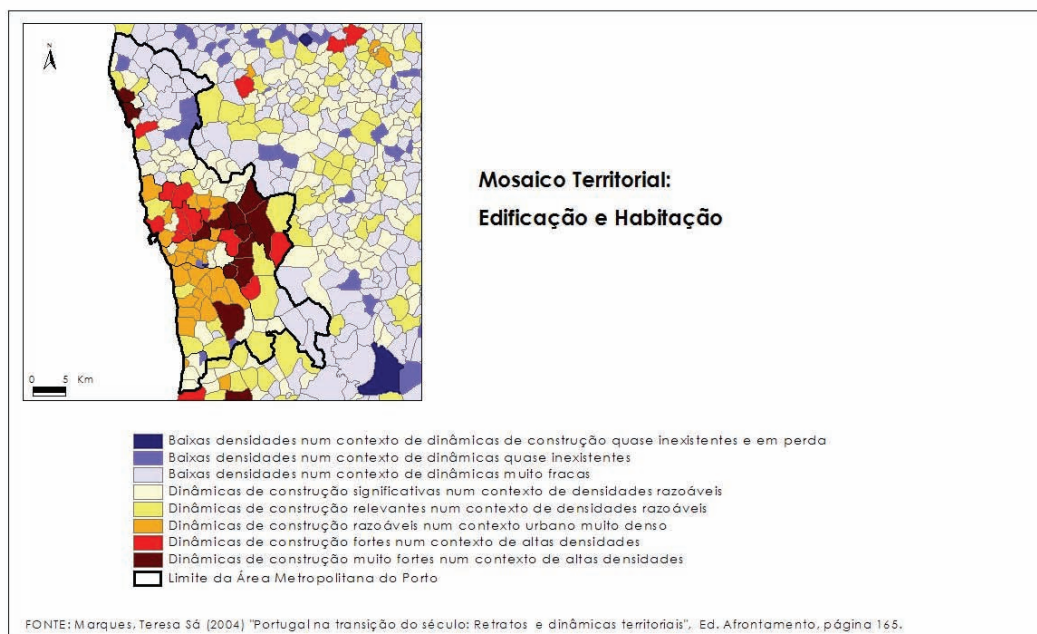 N
0 5 Km
Mosaico Territorial:
Edificação e Habitação
Baixas densidades num contexto de dinâmicas de construção quase inexistentes e em perda
Baixas densidades num contexto de dinâmicas quase inexistentes
Baixas densidades num contexto de dinâmicas muito fracas
Dinâmicas de construção significativas num contexto de densidades razoáveis
Dinâmicas de construção relevantes num contexto de densidades razoáveis
Dinâmicas de construção razoáveis num contexto urbano muito denso
Dinâmicas de construção fortes num contexto de altas densidades
Dinâmicas de construção muito fortes num contexto de altas densidades
Limite da Área Metropolitana do Porto
FONTE: Marques, Teresa Sá (2004) "Portugal na transição do século: Retratos e dinâmicas territoriais", Ed. Afrontamento, página 165.